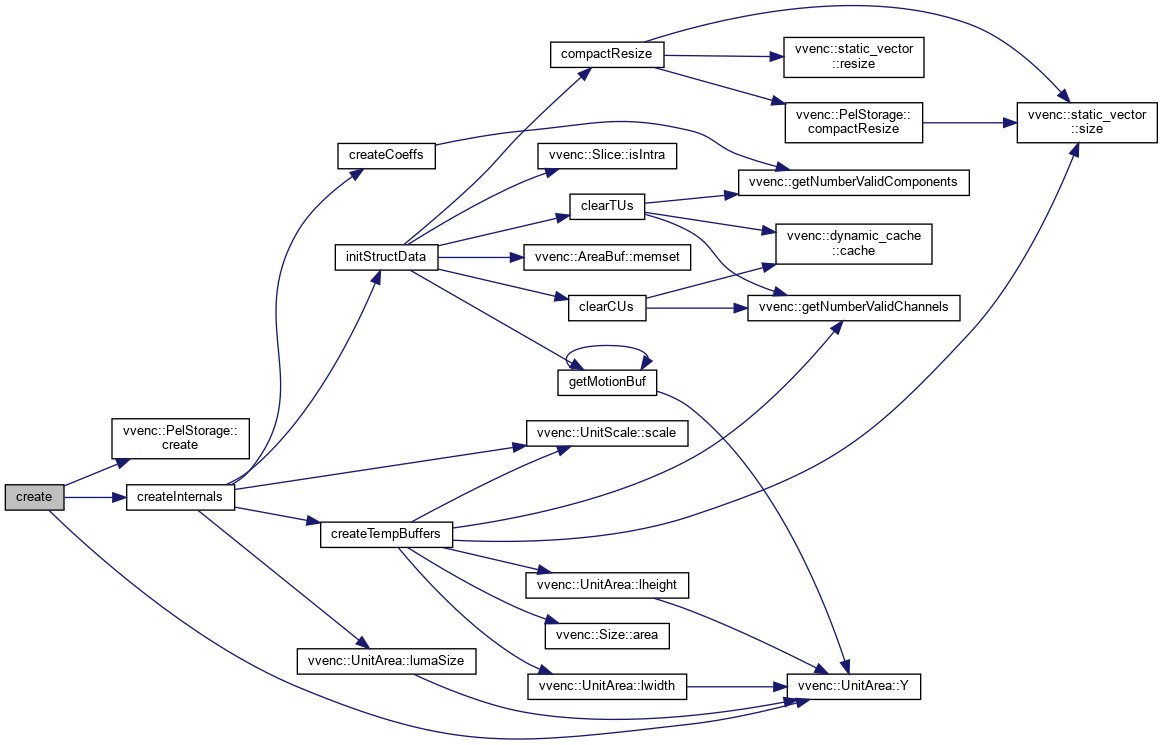 compactResize
vvenc::static_vector
::resize
vvenc::PelStorage::
compactResize
vvenc::static_vector
::size
createCoeffs
vvenc::Slice::isIntra
vvenc::getNumberValidComponents
clearTUs
vvenc::dynamic_cache
::cache
initStructData
vvenc::AreaBuf::memset
clearCUs
vvenc::getNumberValidChannels
getMotionBuf
vvenc::PelStorage::
create
vvenc::UnitScale::scale
create
createInternals
createTempBuffers
vvenc::UnitArea::lheight
vvenc::Size::area
vvenc::UnitArea::lumaSize
vvenc::UnitArea::lwidth
vvenc::UnitArea::Y